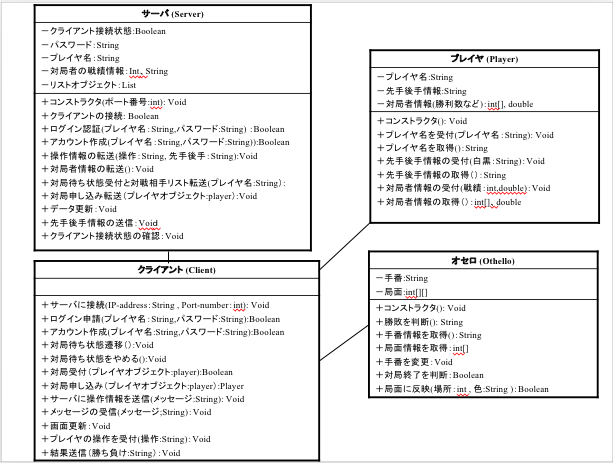 サーバ (Server)
－クライアント接続状態:Boolean
－パスワード: String
－プレイヤ名: String
－対局者の戦績情報: Int、String
－リストオブジェクト: List
＋コンストラクタ(ポート番号:int): Void
＋クライアントの接続: Boolean
＋ログイン認証(プレイヤ名: String,パスワード:String) :Boolean
＋アカウント作成(プレイヤ名: String,パスワード:String)):Boolean
＋操作情報の転送(操作: String, 先手後手: String):Void
＋対局者情報の転送(): Void
＋対局待ち状態受付と対戦相手リスト転送(プレイヤ名:String):
＋対局申し込み転送(プレイヤオブジェクト:player): Void
＋データ更新: Void
＋先手後手情報の送信: Void
＋クライアント接続状態の確認: Void
クライアント (Client)
＋サーバに接続(IP-address: String , Port-number: int): Void
＋ログイン申請(プレイヤ名: String,パスワード:String):Boolean
＋アカウント作成(プレイヤ名: String,パスワード:String):Boolean
＋対局待ち状態遷移():Void
＋対局待ち状態をやめる():Void
＋対局受付(プレイヤオブジェクト:player):Boolean
＋対局申し込み(プレイヤオブジェクト:player):Player
＋サーバに操作情報を送信(メッセージ:String): Void
＋メッセージの受信(メッセージ;String): Void
＋画面更新: Void
＋プレイヤの操作を受付(操作:String): Void
＋結果送信(勝ち負け:String): Void
プレイヤ (Player)
－プレイヤ名:String
－先手後手情報:String
－対局者情報(勝利数など): int[], double
＋コンストラクタ(): Void
＋プレイヤ名を受付(プレイヤ名: String): Void
＋プレイヤ名を取得(): String
＋先手後手情報の受付(白黒: String): Void
＋先手後手情報の取得(): String
＋対局者情報の受付(戦績: int,double): Void
＋対局者情報の取得(): int[], double
オセロ (Othello)
－手番:String
－局面:int[][]
＋コンストラクタ(): Void
＋勝敗を判断(): String
＋手番情報を取得(): String
＋局面情報を取得: int[]
＋手番を変更: Void
＋対局終了を判断: Boolean
＋局面に反映(場所: int , 色:String ): Boolean